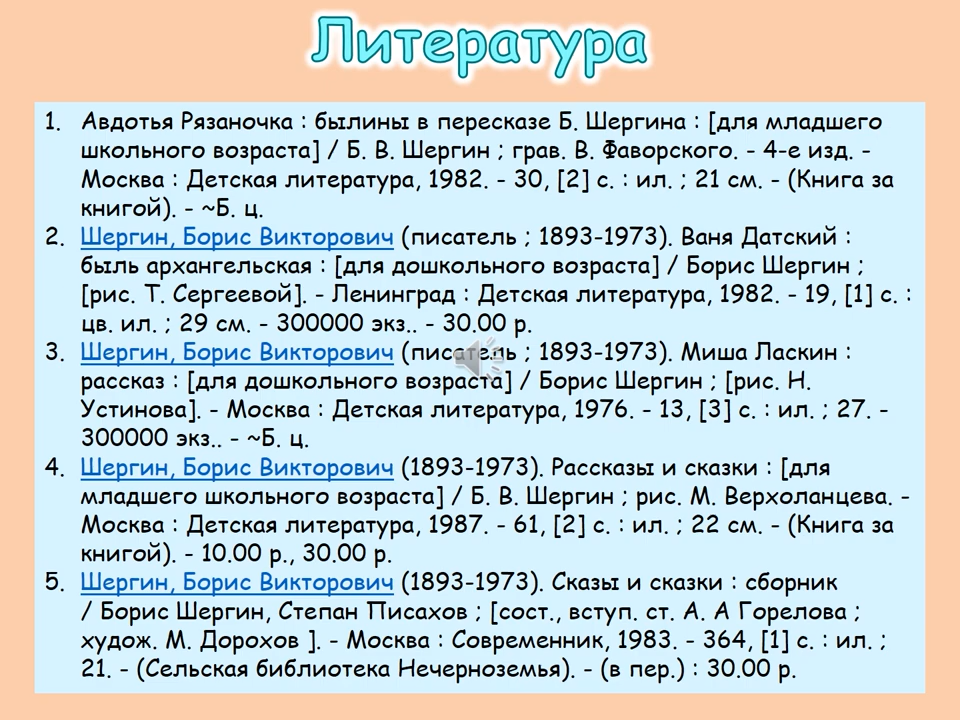 Литература
1. Авдотья Рязаночка : былины в пересказе Б. Шергина : [для младшего
школьного возраста] / Б. В. Шергин ; грав. В. Фаворского. - 4-е изд. -
Москва : Детская литература, 1982. - 30, [2] с. : ил. ; 21 см. - (Книга за
книгой). - ~Б. ц.
2. Шергин, Борис Викторович (писатель ; 1893-1973). Ваня Датский :
быль архангельская : [для дошкольного возраста] / Борис Шергин ;
[рис. Т. Сергеевой]. - Ленинград : Детская литература, 1982. - 19, [1] с. :
цв. ил. ; 29 см. - 300000 экз.. - 30.00 р.
3. Шергин, Борис Викторович (писатель ; 1893-1973). Миша Ласкин :
рассказ : [для дошкольного возраста] / Борис Шергин ; [рис. Н.
Устинова]. - Москва : Детская литература, 1976. - 13, [3] с. : ил. ; 27. -
300000 экз.. - ~Б. ц.
4. Шергин, Борис Викторович (1893-1973). Рассказы и сказки : [для
младшего школьного возраста] / Б. В. Шергин ; рис. М. Верхоланцева. -
Москва : Детская литература, 1987. - 61, [2] с. : ил. ; 22 см. - (Книга за
книгой). - 10.00 р., 30.00 р.
5. Шергин, Борис Викторович (1893-1973). Сказы и сказки : сборник
/ Борис Шергин, Степан Писахов ; [сост., вступ. ст. А. А Горелова ;
худож. М. Дорохов ]. - Москва : Современник, 1983. - 364, [1] с. : ил. ;
21. - (Сельская библиотека Нечерноземья). - (в пер.) : 30.00 р.